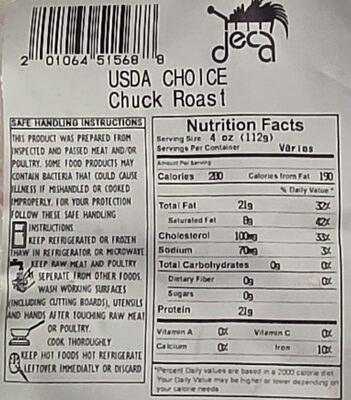 deca
2 01064 51568 8
USDA CHOICE
Chuck Roast
SAFE HANDLING INSTRUCTIONS
THIS PRODUCT WAS PREPARED FROM
INSPECTED AND PASSED MEAT AND/OR
POULTRY. SOME FOOD PRODUCTS MAY
CONTAIN BACTERIA THAT COULD CAUSE
ILLNESS IF MISHANDLED OR COOKED
IMPROPERLY. FOR YOUR PROTECTION
FOLLOW THESE SAFE HANDLING
INSTRUCTIONS.
KEEP REFRIGERATED OR FROZEN
THAW IN REFRIGERATOR OR MICROWAVE
KEEP RAW MEAT AND POULTRY
SEPERATE FROM OTHER FOODS.
WASH WORKING SURFACES
(INCLUDING CUTTING BOARDS), UTENSILS
AND HANDS AFTER TOUCHING RAW MEAT
OR POULTRY.
COOK THOROUGHLY
KEEP HOT FOODS HOT REFRIGERATE
LEFTOVER IMMEDIATLY OR DISCARD
Nutrition Facts
Serving Size 4 oz (112g)
Servings Per Container Varios
Amount Per Serving
Calories 280 Calories from Fat 190
% Daily Value*
Total Fat 21g 32%
Saturated Fat 8g 42%
Cholesterol 100mg 33%
Sodium 70mg 3%
Total Carbohydrates 0g 0%
Dietary Fiber 0g 0%
Sugars 0g
Protein 21g
Vitamin A 0% Vitamin C 0%
Calcium 0% Iron 10%
*Percent Daily values are based in a 2000 calorie diet.
Your Daily Value may be higher or lower depending on
your calorie needs.